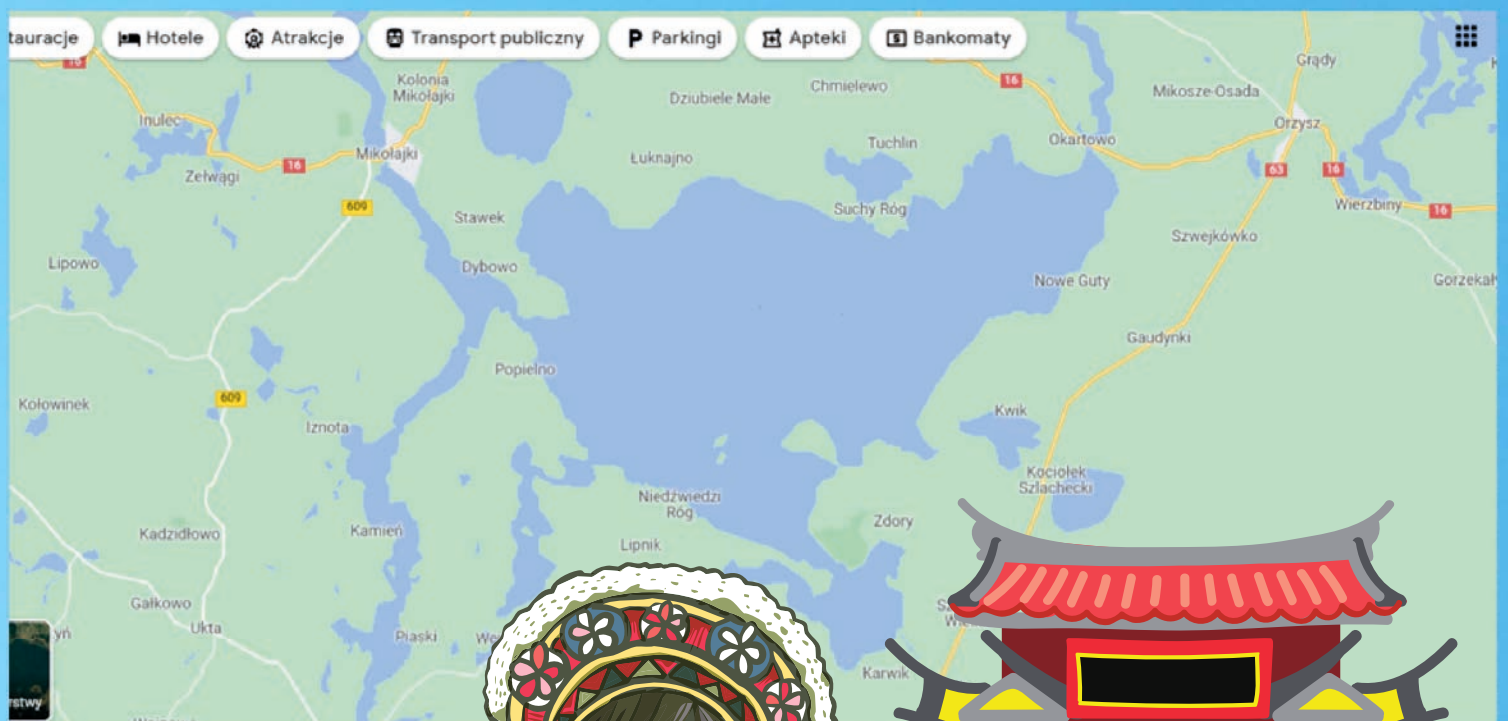 tauracje Hotele Atrakcje Transport publiczny Parkingi Apteki Bankomaty
16
16
Grądy
Kolonia
Mikołajki
Chmielewo
Dziubiele Małe
Mikosze-Osada
Inulec
Orzysz
Okartowo
Tuchlin
Mikołajki
Łuknajno
16
63
16
Zełwągi
609
Suchy Róg
Wierzbiny
16
Stawek
Szwejkówko
Lipowo
Dybowo
Nowe Guty
Gorzekał
Gaudynki
Popielno
609
Kołowinek
Kwik
Iznota
Kociołek
Szlachecki
Niedźwiedzi
Róg
Zdory
Kadzidłowo
Kamień
Lipnik
Gałkowo
Ukta
yń
Piaski
We
Karwik
rstwy